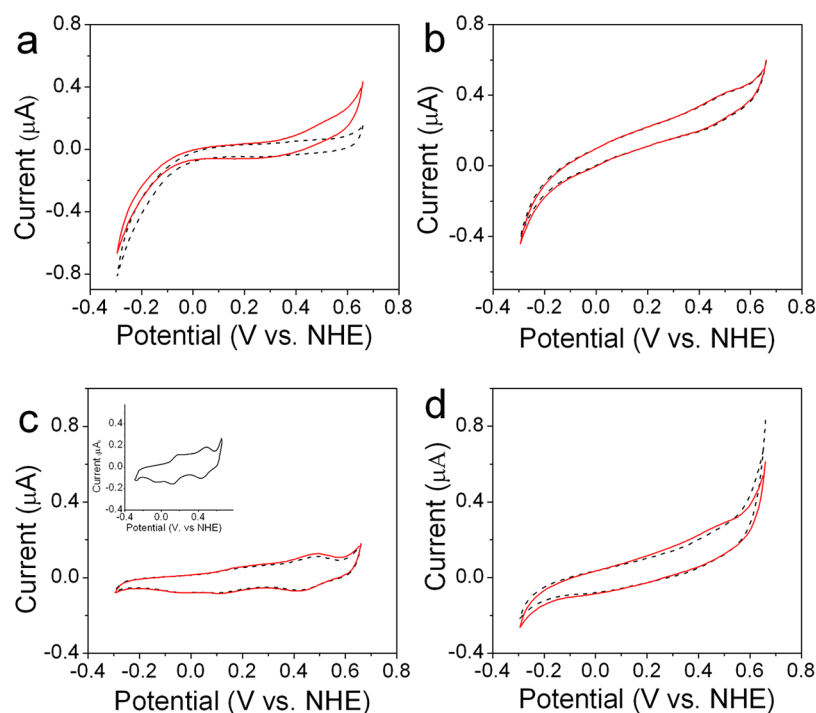 a
0.8
0.4
0.0
-0.4
-0.8
Current (μA)
-0.4 -0.2 0.0 0.2 0.4 0.6 0.8
Potential (V vs. NHE)
b
0.8
0.4
0.0
-0.4
Current (μA)
-0.4 -0.2 0.0 0.2 0.4 0.6 0.8
Potential (V vs. NHE)
c
0.8
0.4
0.0
-0.4
Current (μA)
0.4
0.2
0.0
-0.2
-0.4
Current μA
-0.4 0.0 0.4
Potential (V. vs NHE)
-0.4 -0.2 0.0 0.2 0.4 0.6 0.8
Potential (V vs. NHE)
d
0.8
0.4
0.0
-0.4
Current (μA)
-0.4 -0.2 0.0 0.2 0.4 0.6 0.8
Potential (V vs. NHE)